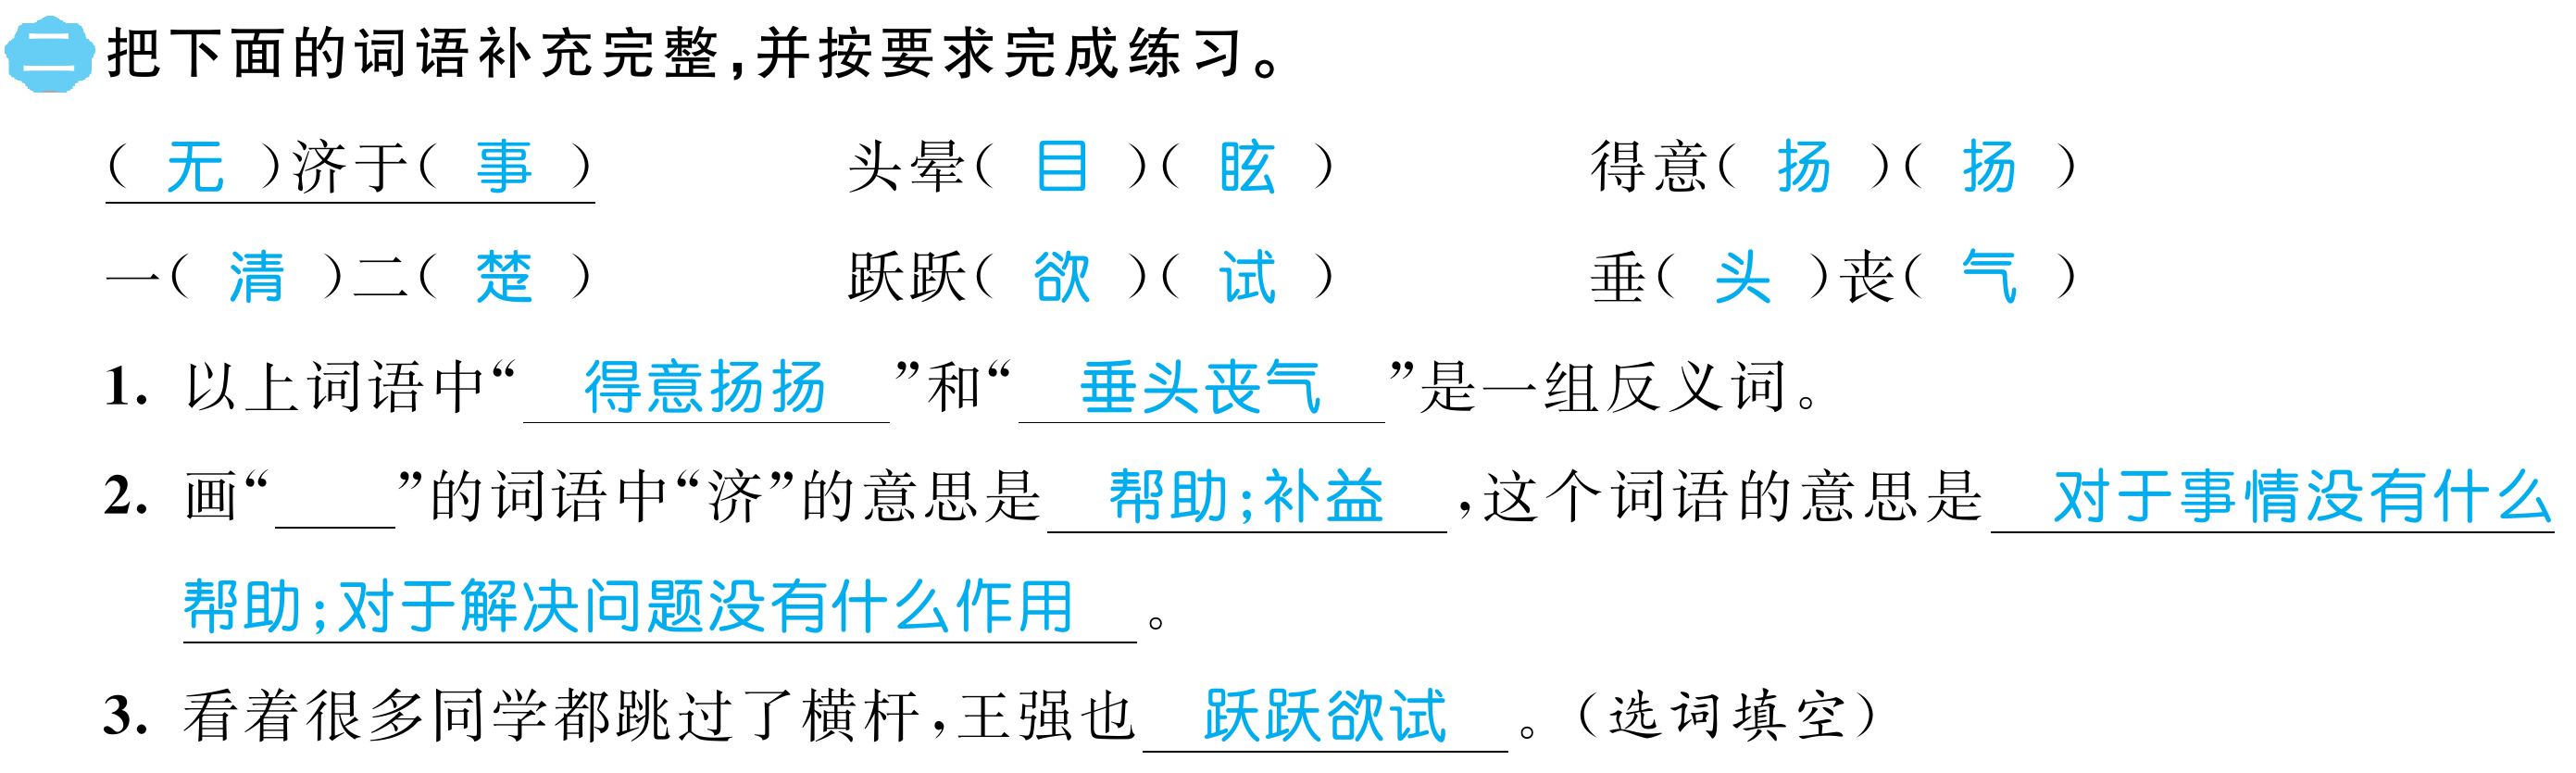 二 把下面的词语补充完整,并按要求完成练习。
( 无 )济于( 事 ) 头晕( 目 )( 眩 ) 得意( 扬 )( 扬 )
一( 清 )二( 楚 ) 跃跃( 欲 )( 试 ) 垂( 头 )丧( 气 )
1. 以上词语中“ 得意扬扬 ”和“ 垂头丧气 ”是一组反义词。
2. 画“____”的词语中“济”的意思是 帮助;补益 ,这个词语的意思是 对于事情没有什么
帮助;对于解决问题没有什么作用 。
3. 看着很多同学都跳过了横杆,王强也 跃跃欲试 。(选词填空)